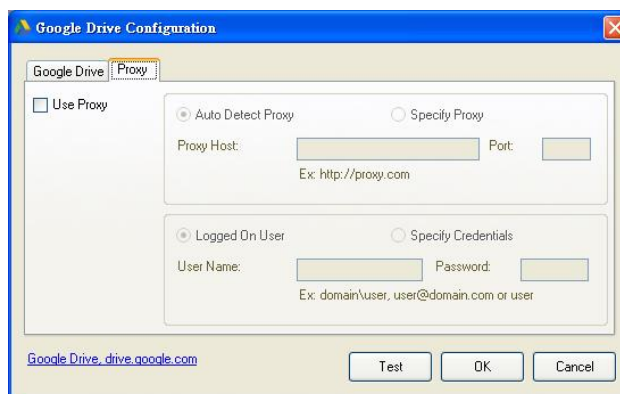 Google Drive Configuration
Google Drive Proxy
Use Proxy
Auto Detect Proxy Specify Proxy
Proxy Host: Port:
Ex: http://proxy.com
Logged On User Specify Credentials
User Name: Password:
Ex: domain\user, user@domain.com or user
Google Drive, drive.google.com
Test OK Cancel